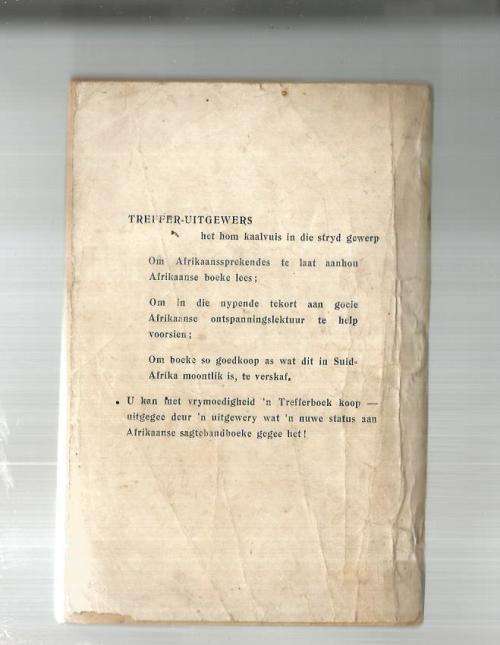 TREFFER-UITGEWERS
het hom kaalvuis in die stryd gewerp
Om Afrikaanssprekendes te laat aanhou
Afrikaanse boeke lees;
Om in die nypende tekort aan goeie
Afrikaanse ontspanningslektuur te help
voorsien;
Om boeke so goedkoop as wat dit in Suid-
Afrika moontlik is, te verskaf.
U kan met vrymoedigheid 'n Trefferboek koop —
uitgegee deur 'n uitgewery wat 'n nuwe status aan
Afrikaanse sagtebandboeke gegee het!